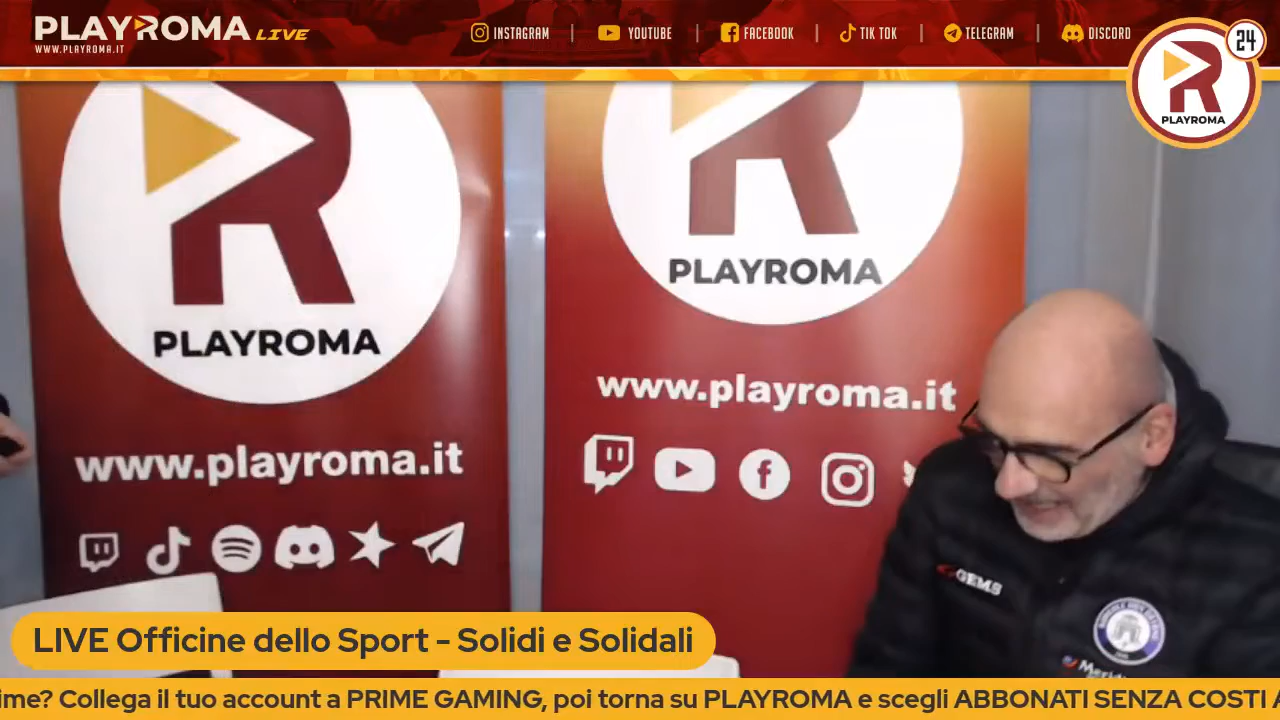 PLAYROMA LIVE
WWW.PLAYROMA.IT
INSTAGRAM | YOUTUBE | FACEBOOK | TIK TOK | TELEGRAM | DISCORD
24
R
PLAYROMA
R
PLAYROMA
www.playroma.it
R
PLAYROMA
www.playroma.it
GEMS
LIVE Officine dello Sport - Solidi e Solidali
ime? Collega il tuo account a PRIME GAMING, poi torna su PLAYROMA e scegli ABBONATI SENZA COSTI A